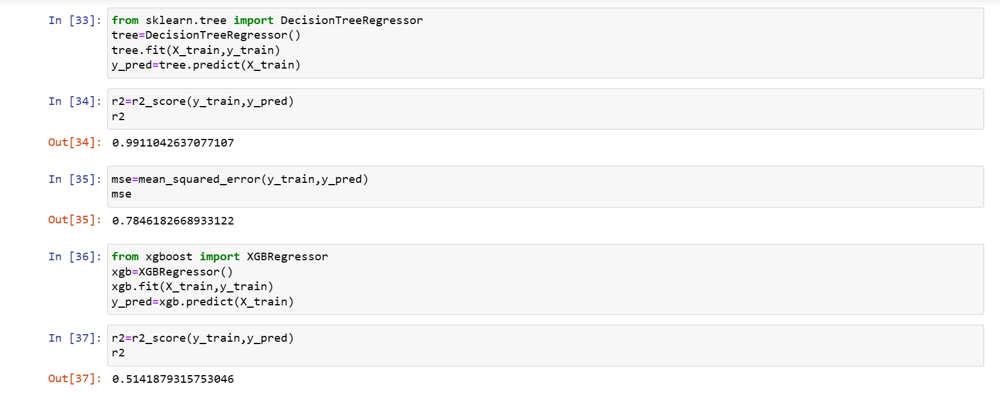 In [33]: from sklearn.tree import DecisionTreeRegressor
tree=DecisionTreeRegressor()
tree.fit(X_train,y_train)
y_pred=tree.predict(X_train)
In [34]: r2=r2_score(y_train,y_pred)
r2
Out[34]: 0.9911042637077107
In [35]: mse=mean_squared_error(y_train,y_pred)
mse
Out[35]: 0.7846182668933122
In [36]: from xgboost import XGBRegressor
xgb=XGBRegressor()
xgb.fit(X_train,y_train)
y_pred=xgb.predict(X_train)
In [37]: r2=r2_score(y_train,y_pred)
r2
Out[37]: 0.5141879315753046